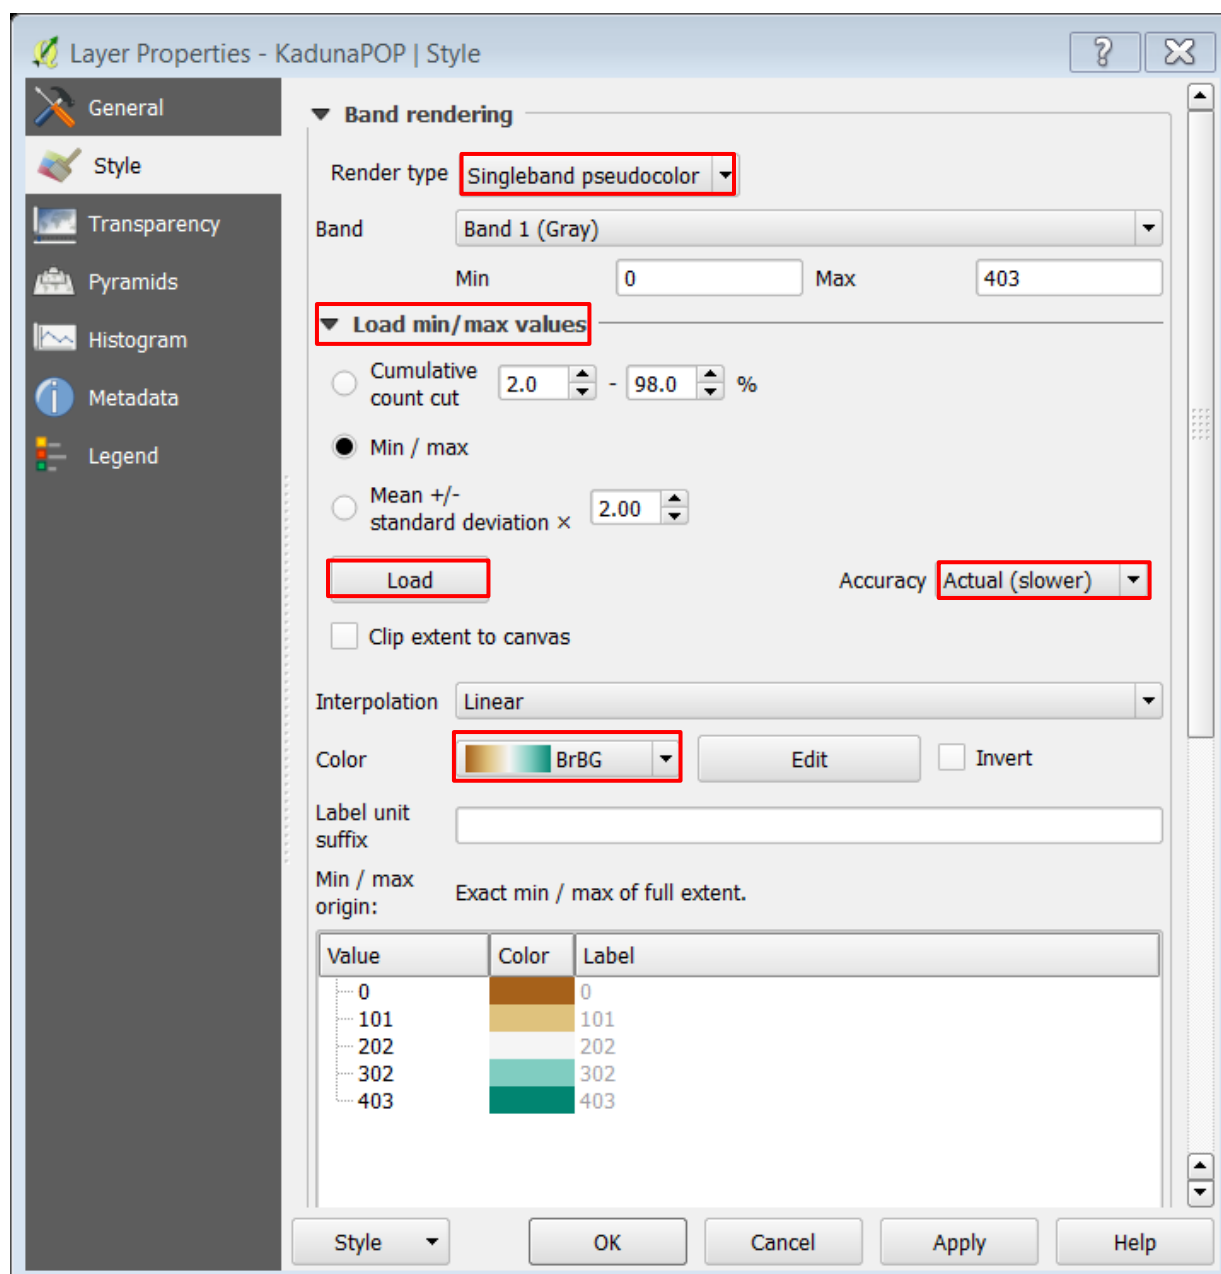 Layer Properties - KadunaPOP | Style
General
Style
Transparency
Pyramids
Histogram
Metadata
Legend
Band rendering
Render type Singleband pseudocolor
Band Band 1 (Gray)
Min 0 Max 403
Load min/max values
Cumulative
count cut 2.0 - 98.0 %
Min / max
Mean +/-
standard deviation × 2.00
Load Accuracy Actual (slower)
Clip extent to canvas
Interpolation Linear
Color BrBG Edit Invert
Label unit
suffix
Min / max
origin: Exact min / max of full extent.
Value Color Label
0 0
101 101
202 202
302 302
403 403
Style OK Cancel Apply Help